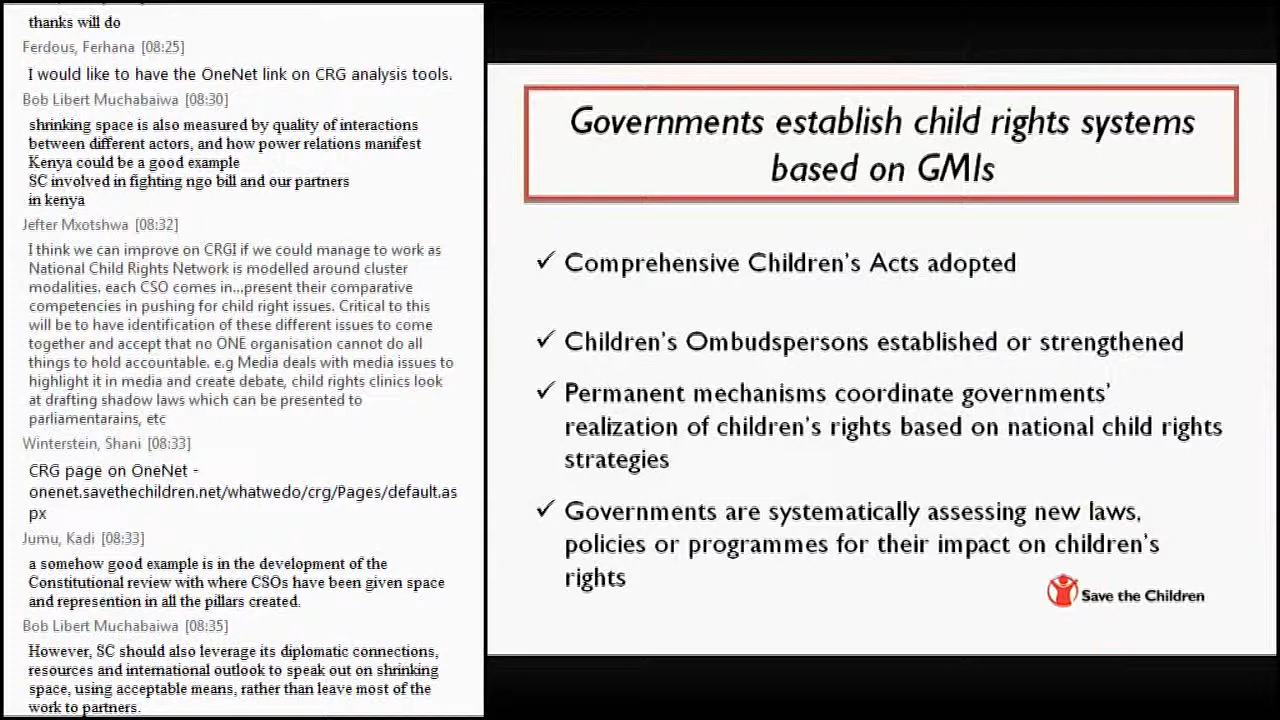 thanks will do
Ferdous, Ferhana [08:25]
I would like to have the OneNet link on CRG analysis tools.
Bob Libert Muchabaiwa [08:30]
shrinking space is also measured by quality of interactions
between different actors, and how power relations manifest
Kenya could be a good example
SC involved in fighting ngo bill and our partners
in kenya
Jefter Mxotshwa [08:32]
I think we can improve on CRGI if we could manage to work as
National Child Rights Network is modelled around cluster
modalities. each CSO comes in...present their comparative
competencies in pushing for child right issues. Critical to this
will be to have identification of these different issues to come
together and accept that no ONE organisation cannot do all
things to hold accountable. e.g Media deals with media issues to
highlight it in media and create debate, child rights clinics look
at drafting shadow laws which can be presented to
parliamentarains, etc
Winterstein, Shani [08:33]
CRG page on OneNet -
onenet.savethechildren.net/whatwedo/crg/Pages/default.as
px
Jumu, Kadi [08:33]
a somehow good example is in the development of the
Constitutional review with where CSOs have been given space
and represention in all the pillars created.
Bob Libert Muchabaiwa [08:35]
However, SC should also leverage its diplomatic connections,
resources and international outlook to speak out on shrinking
space, using acceptable means, rather than leave most of the
work to partners.
Governments establish child rights systems
based on GMIs
✓ Comprehensive Children's Acts adopted
✓ Children's Ombudspersons established or strengthened
✓ Permanent mechanisms coordinate governments'
realization of children's rights based on national child rights
strategies
✓ Governments are systematically assessing new laws,
policies or programmes for their impact on children's
rights
Save the Children